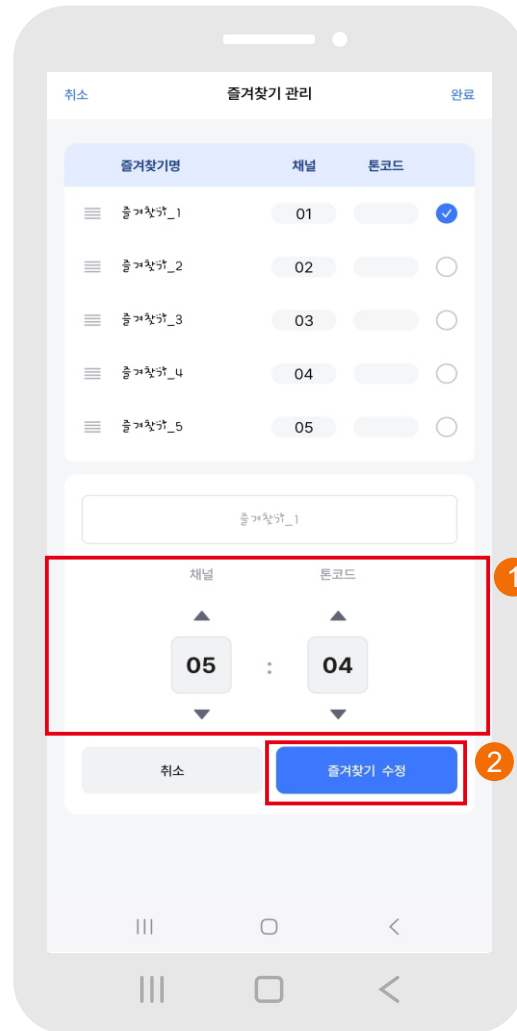 취소 즐겨찾기 관리 완료
즐겨찾기명 채널 톤코드
즐겨찾기_1 01
즐겨찾기_2 02
즐겨찾기_3 03
즐겨찾기_4 04
즐겨찾기_5 05
즐겨찾기_1
채널 톤코드
1
05 : 04
취소 즐겨찾기 수정
2